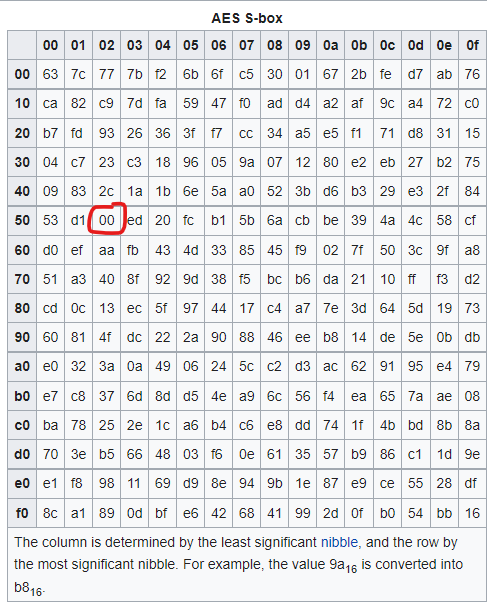 AES S-box
00 01 02 03 04 05 06 07 08 09 0a 0b 0c 0d 0e 0f
00 63 7c 77 7b f2 6b 6f c5 30 01 67 2b fe d7 ab 76
10 ca 82 c9 7d fa 59 47 f0 ad d4 a2 af 9c a4 72 c0
20 b7 fd 93 26 36 3f f7 cc 34 a5 e5 f1 71 d8 31 15
30 04 c7 23 c3 18 96 05 9a 07 12 80 e2 eb 27 b2 75
40 09 83 2c 1a 1b 6e 5a a0 52 3b d6 b3 29 e3 2f 84
50 53 d1 00 ed 20 fc b1 5b 6a cb be 39 4a 4c 58 cf
60 d0 ef aa fb 43 4d 33 85 45 f9 02 7f 50 3c 9f a8
70 51 a3 40 8f 92 9d 38 f5 bc b6 da 21 10 ff f3 d2
80 cd 0c 13 ec 5f 97 44 17 c4 a7 7e 3d 64 5d 19 73
90 60 81 4f dc 22 2a 90 88 46 ee b8 14 de 5e 0b db
a0 e0 32 3a 0a 49 06 24 5c c2 d3 ac 62 91 95 e4 79
b0 e7 c8 37 6d 8d d5 4e a9 6c 56 f4 ea 65 7a ae 08
c0 ba 78 25 2e 1c a6 b4 c6 e8 dd 74 1f 4b bd 8b 8a
d0 70 3e b5 66 48 03 f6 0e 61 35 57 b9 86 c1 1d 9e
e0 e1 f8 98 11 69 d9 8e 94 9b 1e 87 e9 ce 55 28 df
f0 8c a1 89 0d bf e6 42 68 41 99 2d 0f b0 54 bb 16
The column is determined by the least significant nibble, and the row by
the most significant nibble. For example, the value 9a16 is converted into
b816.